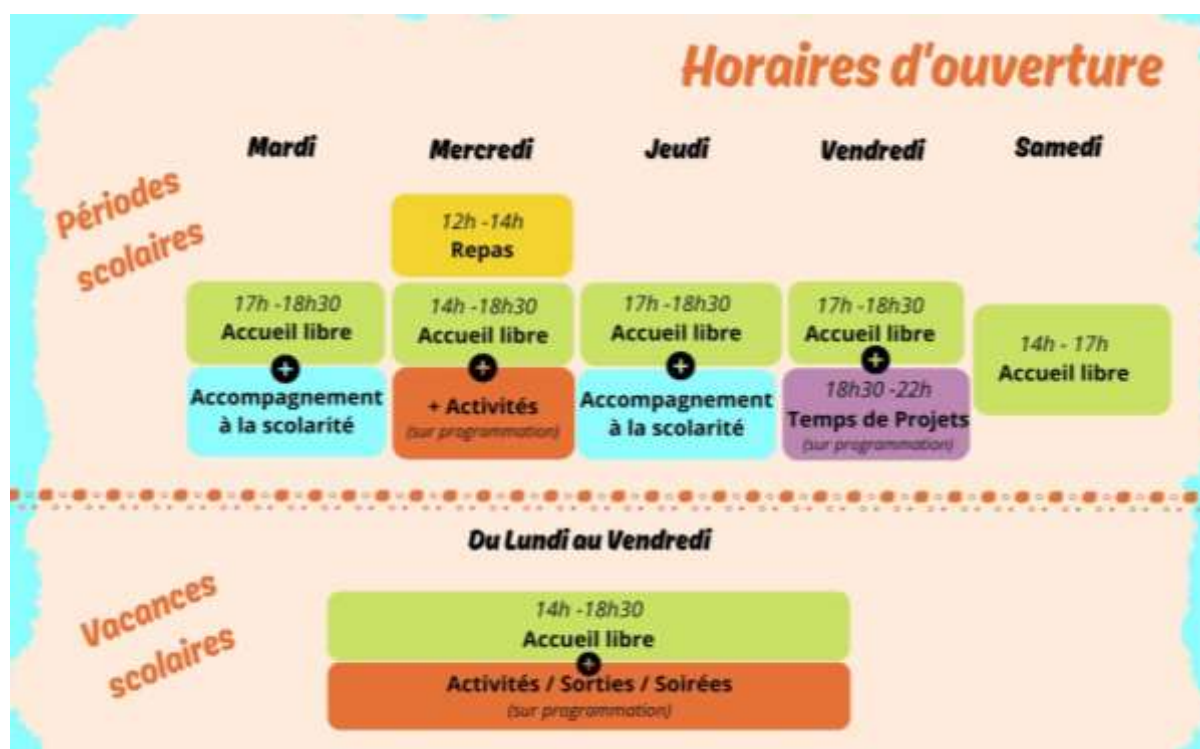 Horaires d'ouverture
Mardi
Mercredi
Jeudi
Vendredi
Samedi
Périodes
scolaires
12h -14h
Repas
17h -18h30
Accueil libre
+
Accompagnement
à la scolarité
14h -18h30
Accueil libre
+
+ Activités
(sur programmation)
17h -18h30
Accueil libre
+
Accompagnement
à la scolarité
17h -18h30
Accueil libre
+
18h30 -22h
Temps de Projets
(sur programmation)
14h - 17h
Accueil libre
Du Lundi au Vendredi
Vacances
scolaires
14h -18h30
Accueil libre
+
Activités / Sorties / Soirées
(sur programmation)